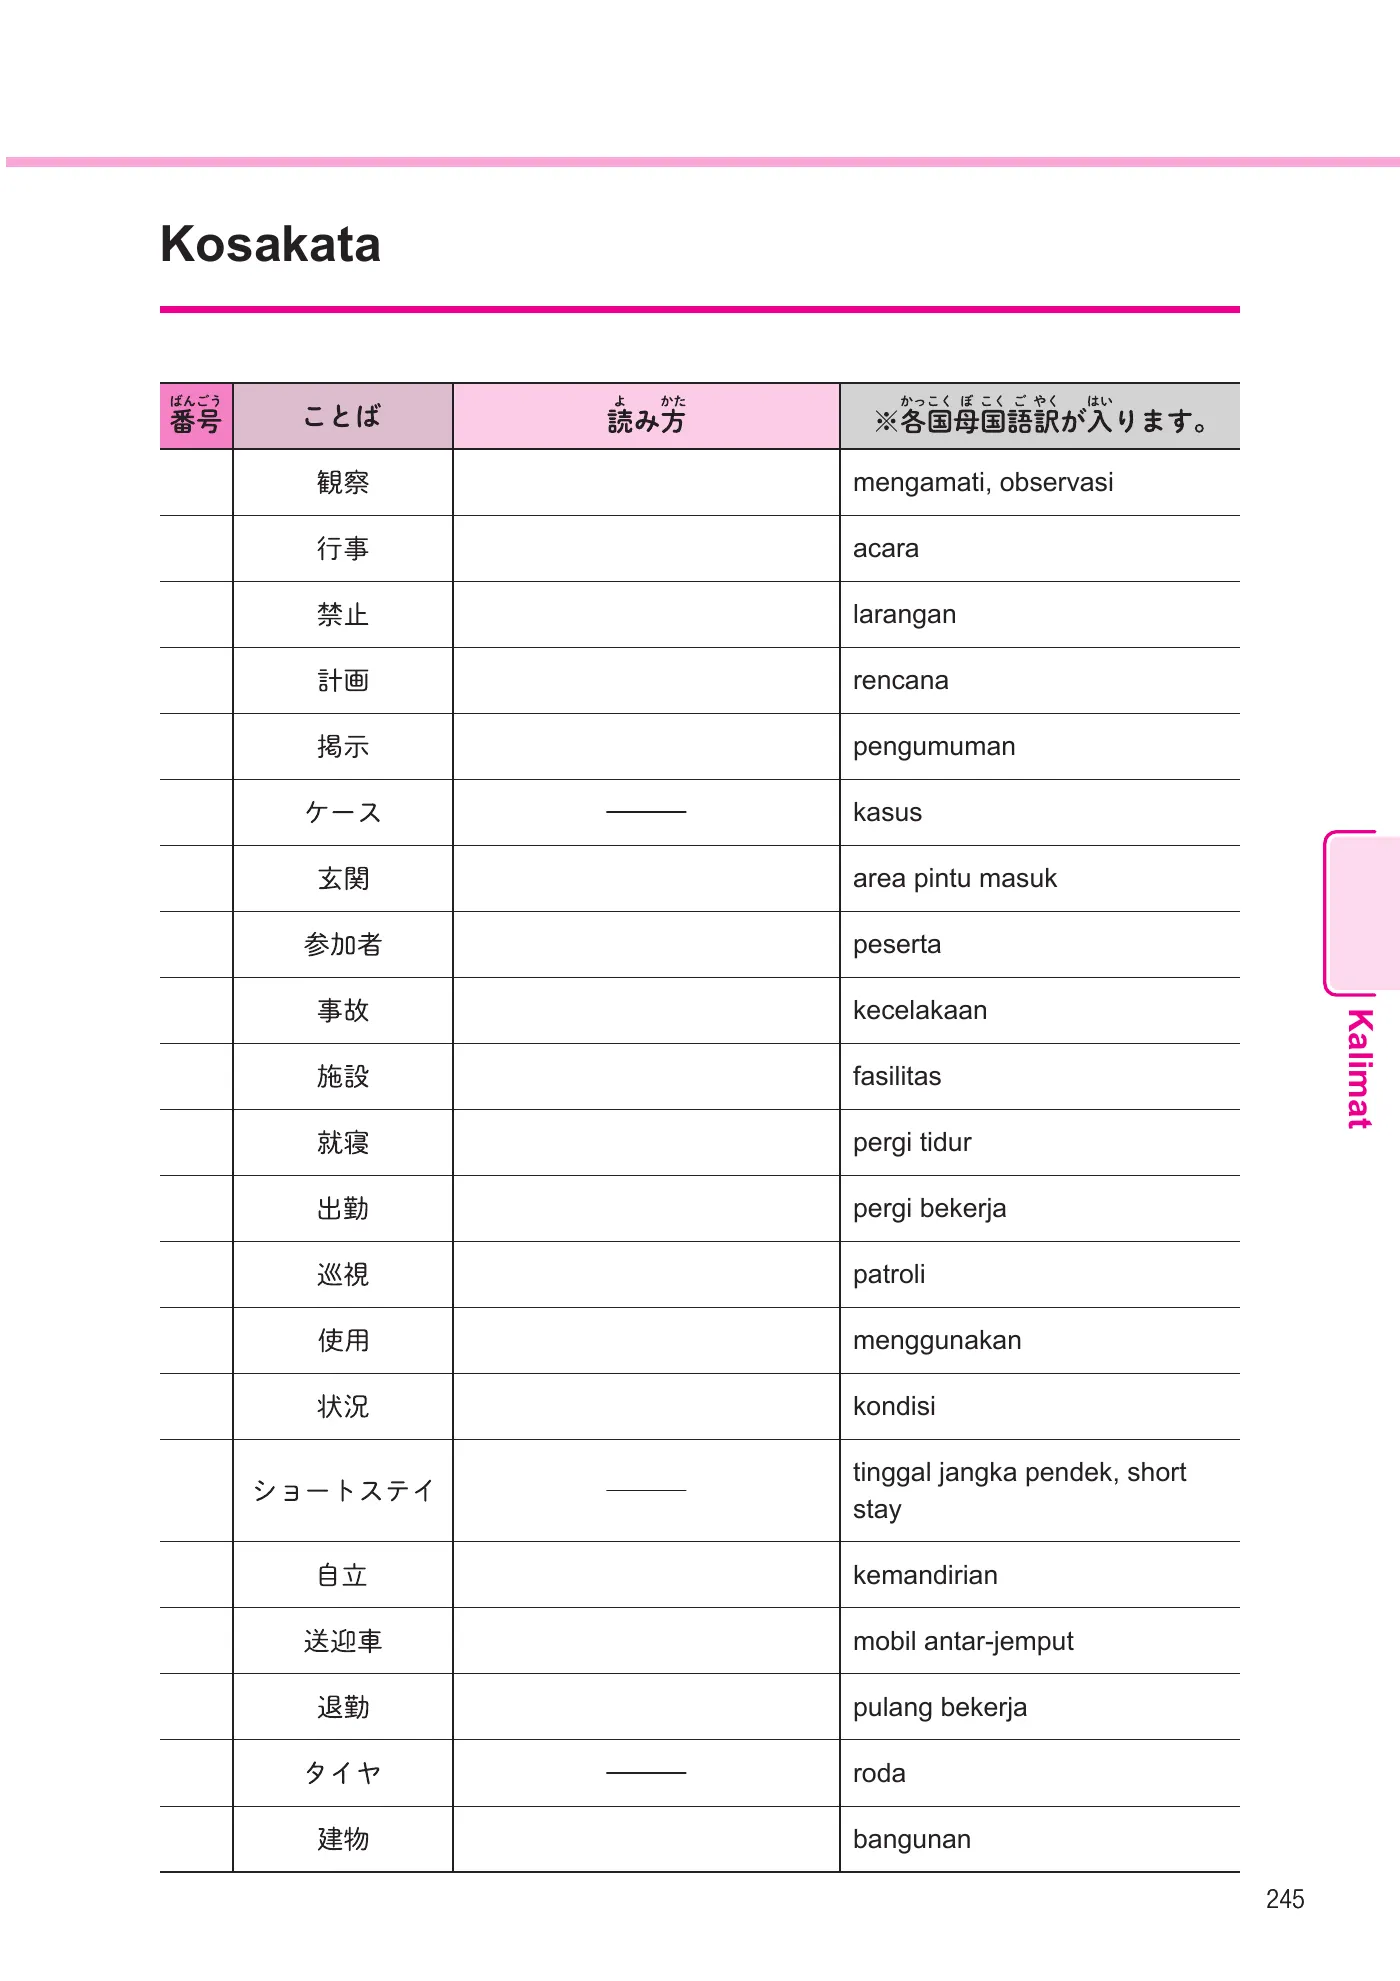 Kosakata
ばんごう よ かた かっこく ぼ こく ご やく はい
番号 ことば 読み方 ※各国母国語訳が入ります。
観察 mengamati, observasi
行事 acara
禁止 larangan
計画 rencana
掲示 pengumuman
ケース ——— kasus
玄関 area pintu masuk
参加者 peserta
事故 kecelakaan
施設 fasilitas
就寝 pergi tidur
出勤 pergi bekerja
巡視 patroli
使用 menggunakan
状況 kondisi
ショートステイ ——— tinggal jangka pendek, short
stay
自立 kemandirian
送迎車 mobil antar-jemput
退勤 pulang bekerja
タイヤ ——— roda
建物 bangunan
Kalimat
245